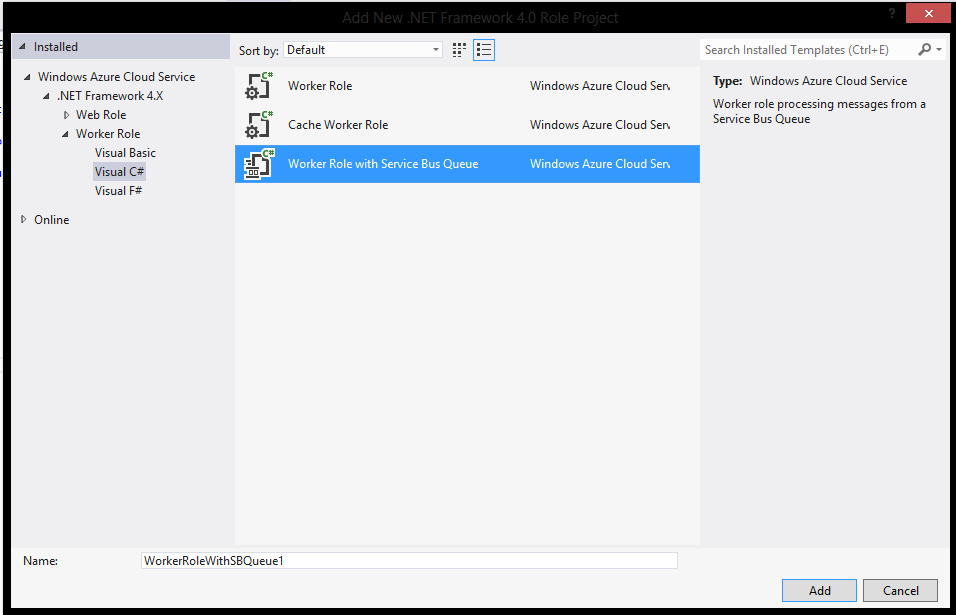 Add New .NET Framework 4.0 Role Project
?
Installed
Windows Azure Cloud Service
.NET Framework 4.X
Web Role
Worker Role
Visual Basic
Visual C#
Visual F#
Online
Sort by: Default
C# Worker Role Windows Azure Cloud Serv
C# Cache Worker Role Windows Azure Cloud Serv
C# Worker Role with Service Bus Queue Windows Azure Cloud Serv
Search Installed Templates (Ctrl+E)
Type: Windows Azure Cloud Service
Worker role processing messages from a
Service Bus Queue
Name: WorkerRoleWithSBQueue1
Add Cancel